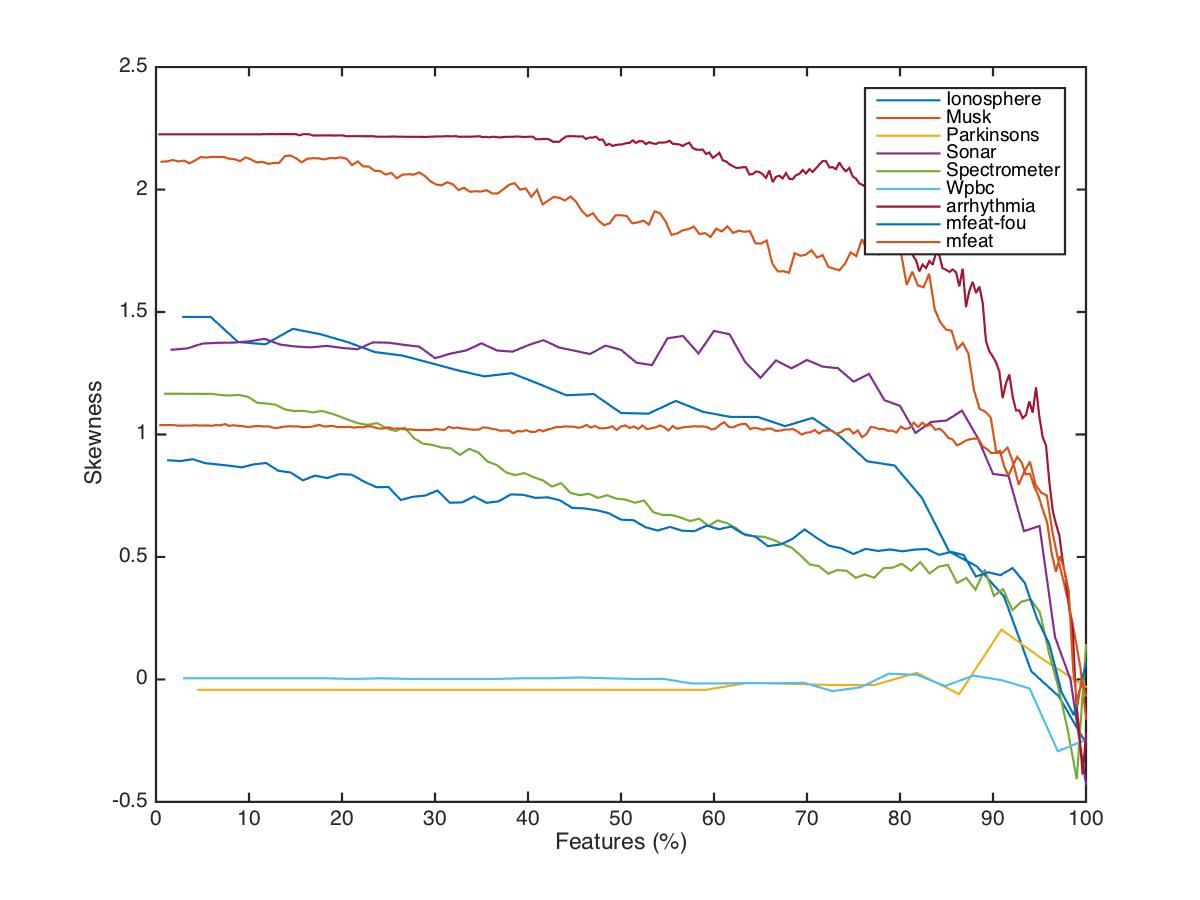 2.5
2
1.5
1
0.5
0
-0.5
Skewness
Ionosphere
Musk
Parkinsons
Sonar
Spectrometer
Wpbc
arrhythmia
mfeat-fou
mfeat
0 10 20 30 40 50 60 70 80 90 100
Features (%)